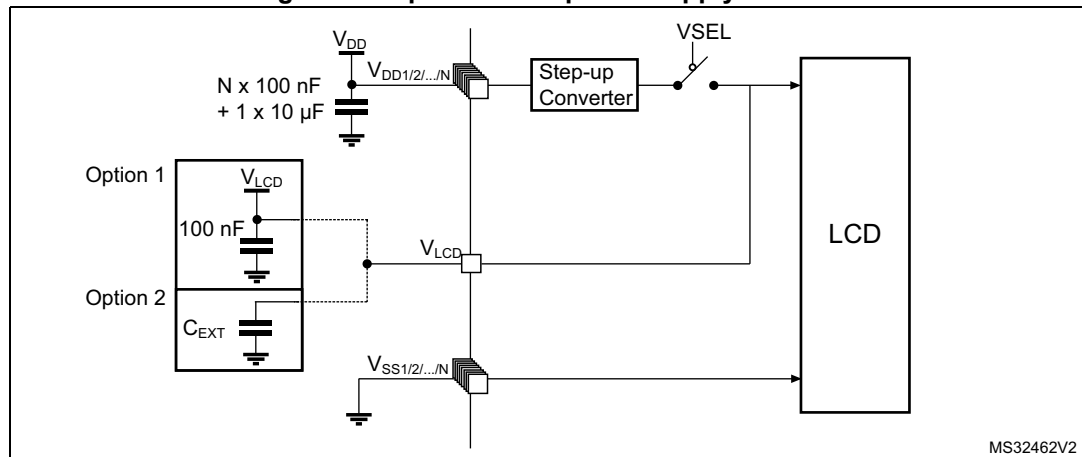 VSEL
VDD
VDD1/2/.../N
Step-up
Converter
N x 100 nF
+ 1 x 10 µF
Option 1
VLCD
100 nF
VLCD
LCD
Option 2
CEXT
VSS1/2/.../N
MS32462V2